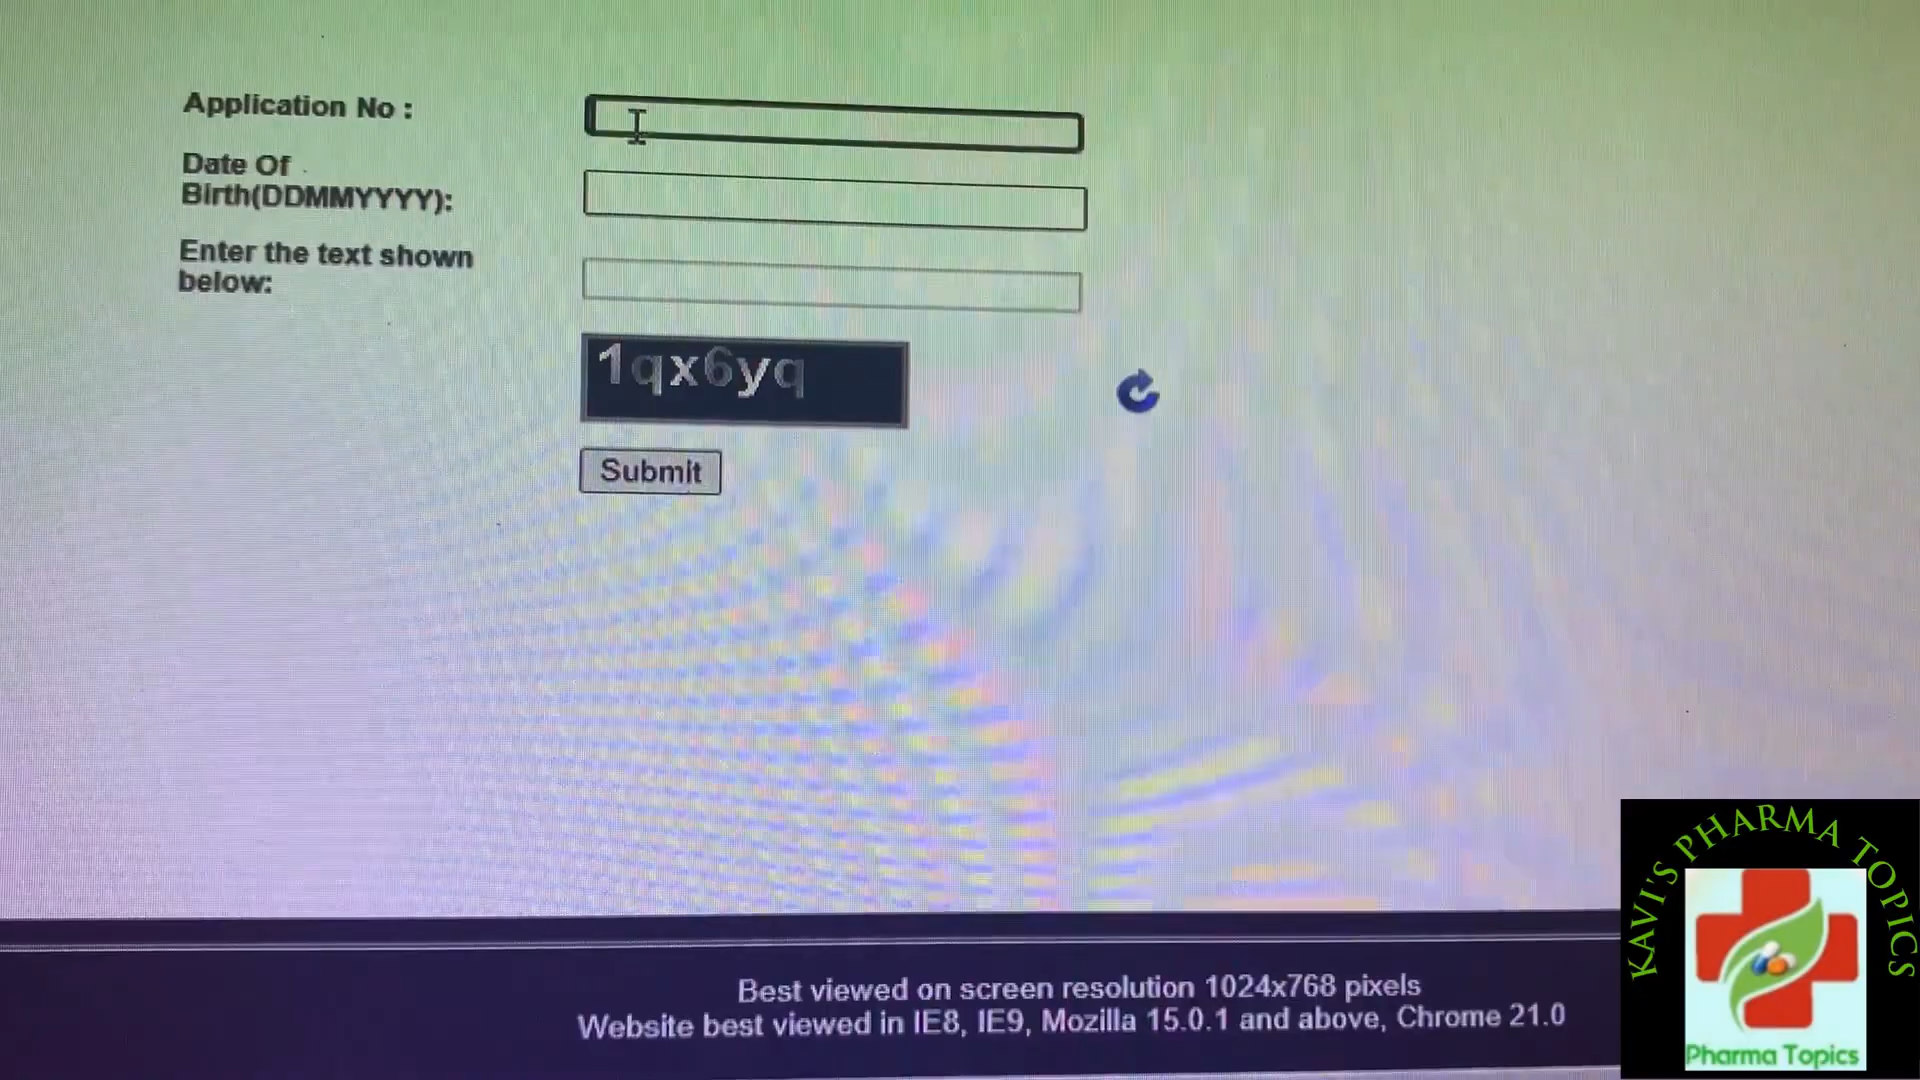 Application No :
Date Of
Birth(DDMMYYYY):
Enter the text shown
below:
1qx6yq
Submit
Best viewed on screen resolution 1024x768 pixels
Website best viewed in IE8, IE9, Mozilla 15.0.1 and above, Chrome 21.0
KAVI'S PHARMA TOPICS
Pharma Topics